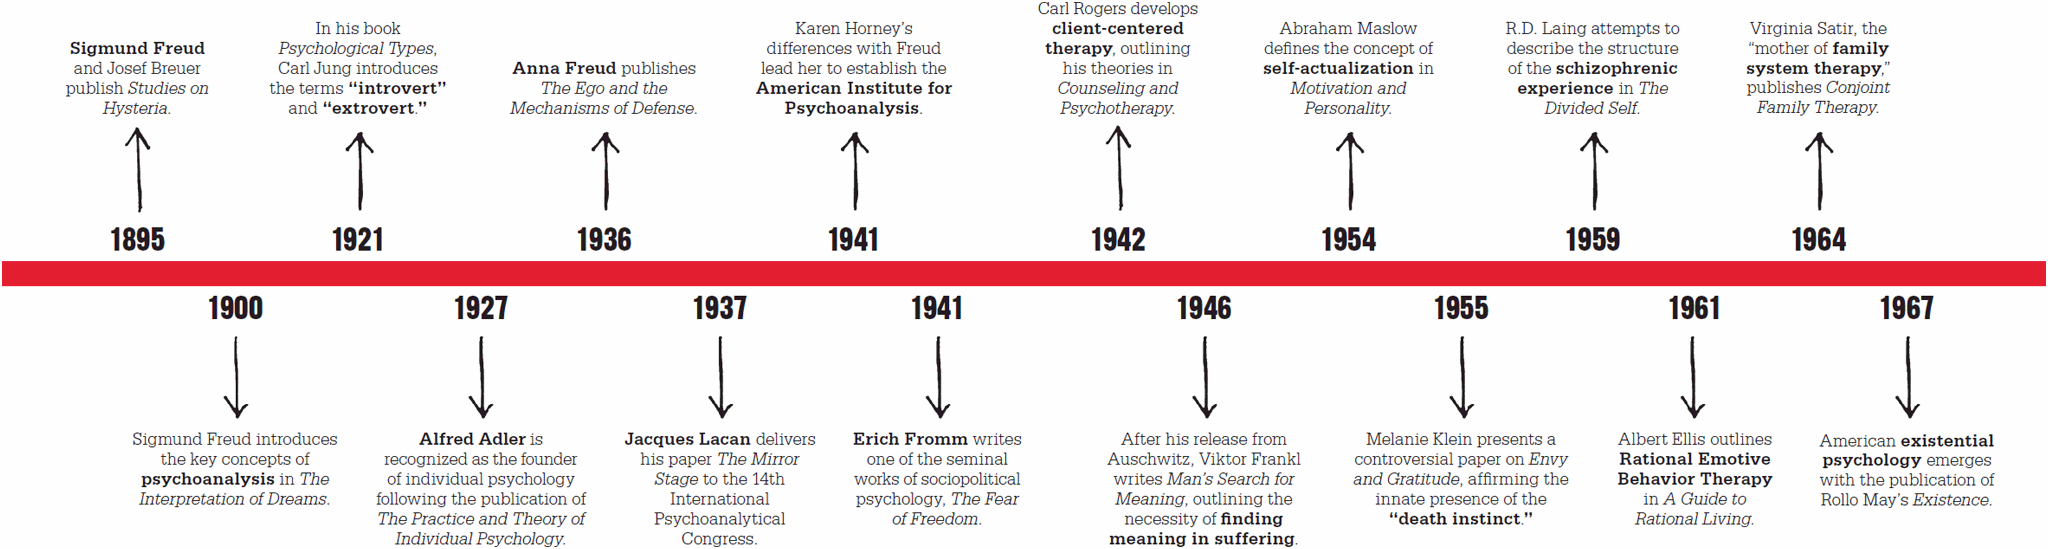 Sigmund Freud
and Josef Breuer
publish Studies on
Hysteria.
1895
In his book
Psychological Types,
Carl Jung introduces
the terms “introvert”
and “extrovert.”
1921
Anna Freud publishes
The Ego and the
Mechanisms of Defense.
1936
Karen Horney’s
differences with Freud
lead her to establish the
American Institute for
Psychoanalysis.
1941
Carl Rogers develops
client-centered
therapy, outlining
his theories in
Counseling and
Psychotherapy.
1942
Abraham Maslow
defines the concept of
self-actualization in
Motivation and
Personality.
1954
R.D. Laing attempts to
describe the structure
of the schizophrenic
experience in The
Divided Self.
1959
Virginia Satir, the
“mother of family
system therapy,”
publishes Conjoint
Family Therapy.
1964
1900
Sigmund Freud introduces
the key concepts of
psychoanalysis in The
Interpretation of Dreams.
1927
Alfred Adler is
recognized as the founder
of individual psychology
following the publication of
The Practice and Theory of
Individual Psychology.
1937
Jacques Lacan delivers
his paper The Mirror
Stage to the 14th
International
Psychoanalytical
Congress.
1941
Erich Fromm writes
one of the seminal
works of sociopolitical
psychology, The Fear
of Freedom.
1946
After his release from
Auschwitz, Viktor Frankl
writes Man’s Search for
Meaning, outlining the
necessity of finding
meaning in suffering.
1955
Melanie Klein presents a
controversial paper on Envy
and Gratitude, affirming the
innate presence of the
“death instinct.”
1961
Albert Ellis outlines
Rational Emotive
Behavior Therapy
in A Guide to
Rational Living.
1967
American existential
psychology emerges
with the publication of
Rollo May’s Existence.